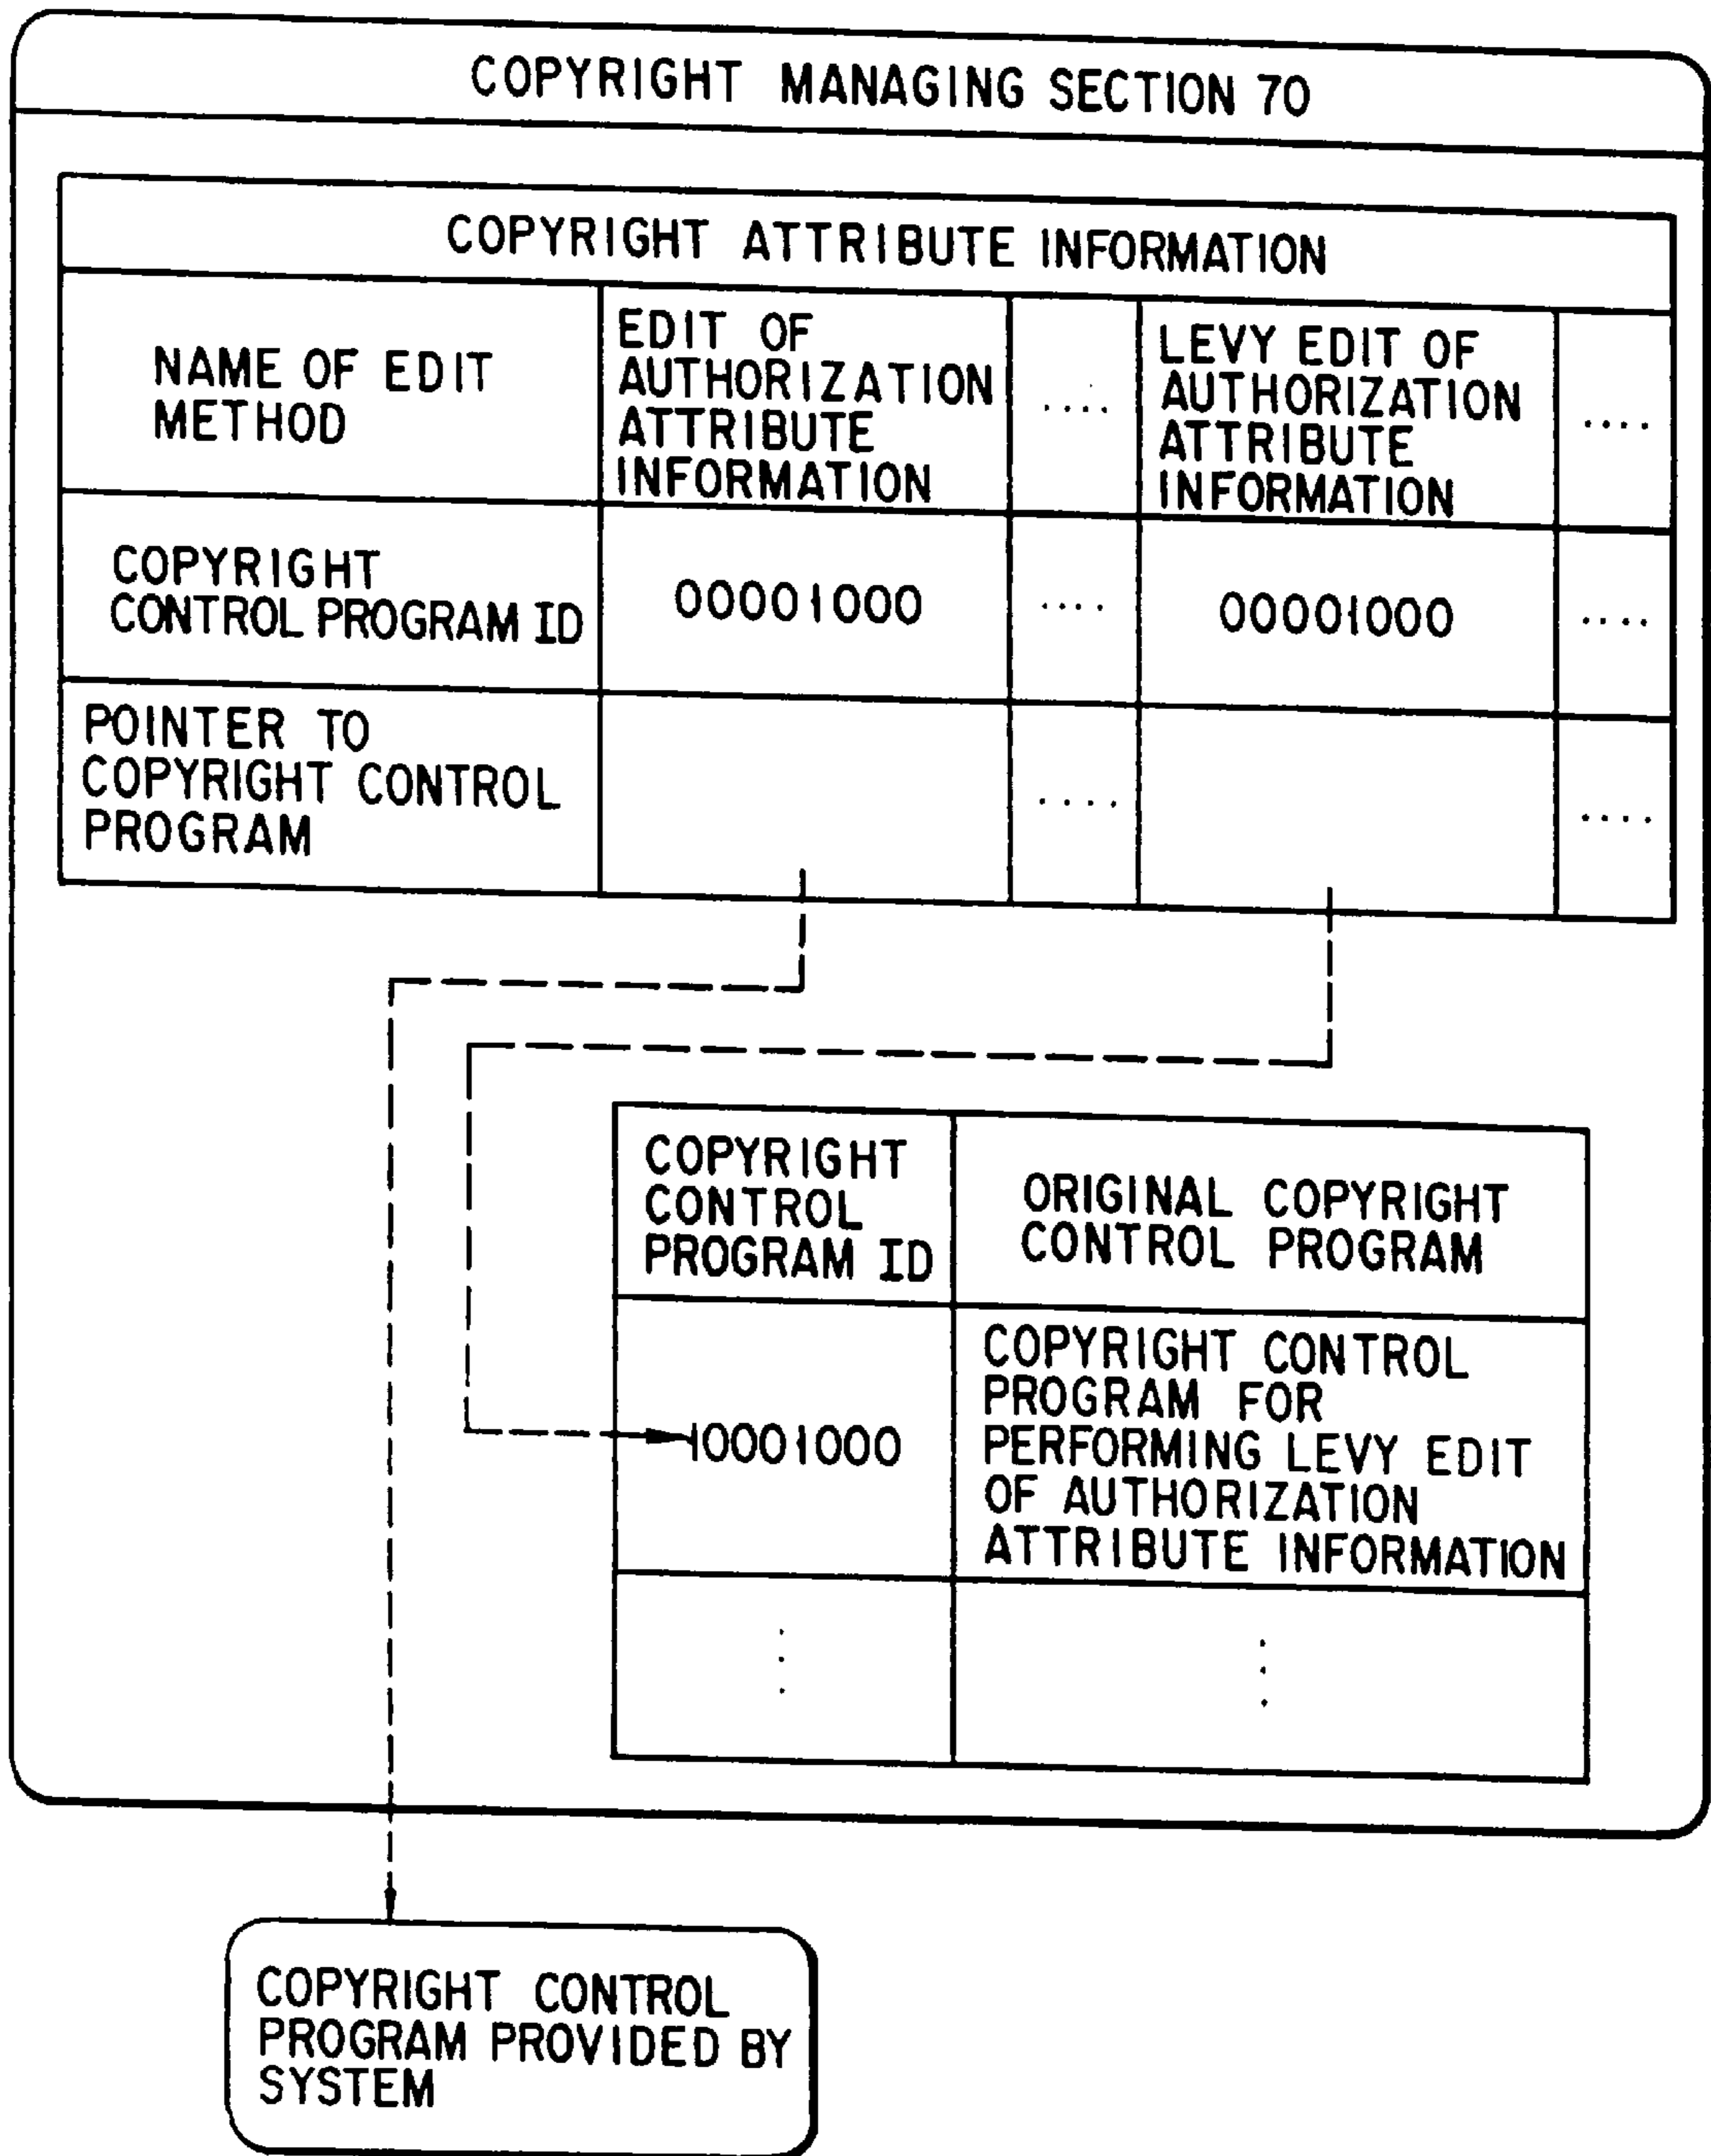 COPYRIGHT MANAGING SECTION 70
COPYRIGHT ATTRIBUTE INFORMATION
NAME OF EDIT
METHOD
EDIT OF
AUTHORIZATION
ATTRIBUTE
INFORMATION
....
LEVY EDIT OF
AUTHORIZATION
ATTRIBUTE
INFORMATION
....
COPYRIGHT
CONTROL PROGRAM ID
00001000
....
00001000
....
POINTER TO
COPYRIGHT CONTROL
PROGRAM
....
....
COPYRIGHT
CONTROL
PROGRAM ID
ORIGINAL COPYRIGHT
CONTROL PROGRAM
10001000
COPYRIGHT CONTROL
PROGRAM FOR
PERFORMING LEVY EDIT
OF AUTHORIZATION
ATTRIBUTE INFORMATION
COPYRIGHT CONTROL
PROGRAM PROVIDED BY
SYSTEM